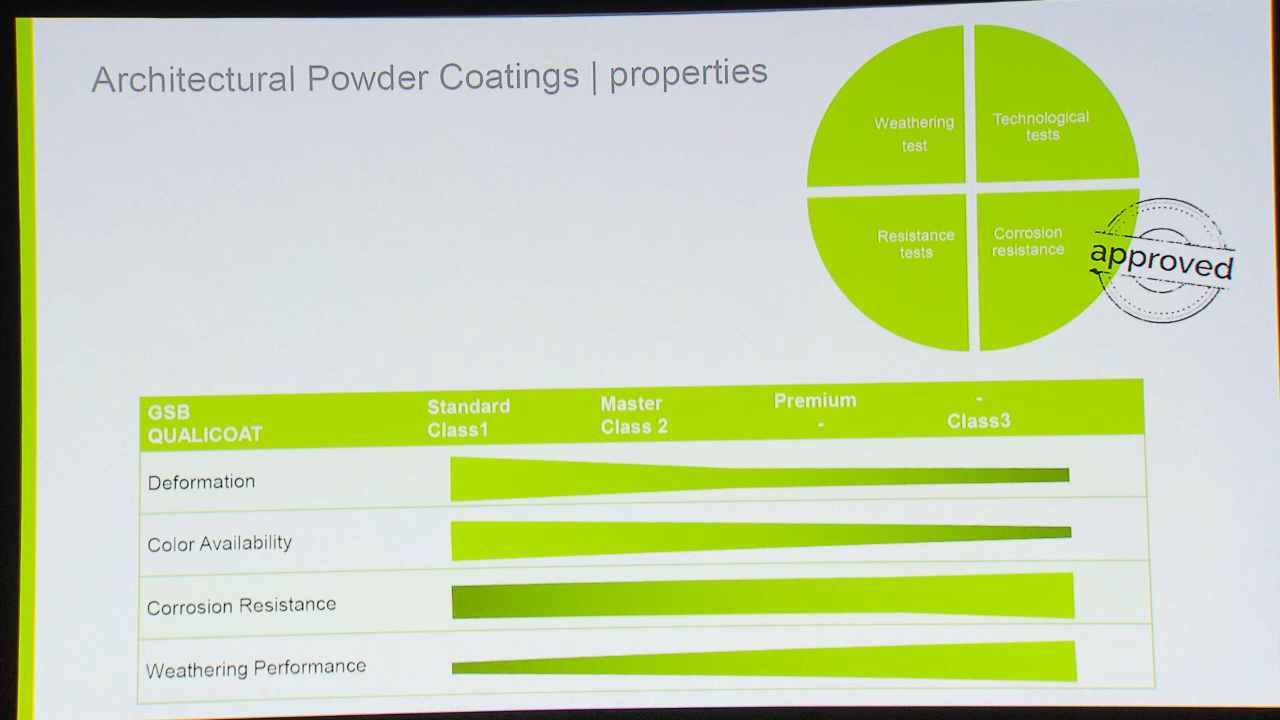 Architectural Powder Coatings | properties
Weathering
test
Technological
tests
Resistance
tests
Corrosion
resistance
approved
GSB Standard Master Premium -
QUALICOAT Class1 Class 2 - Class3
Deformation
Color Availability
Corrosion Resistance
Weathering Performance